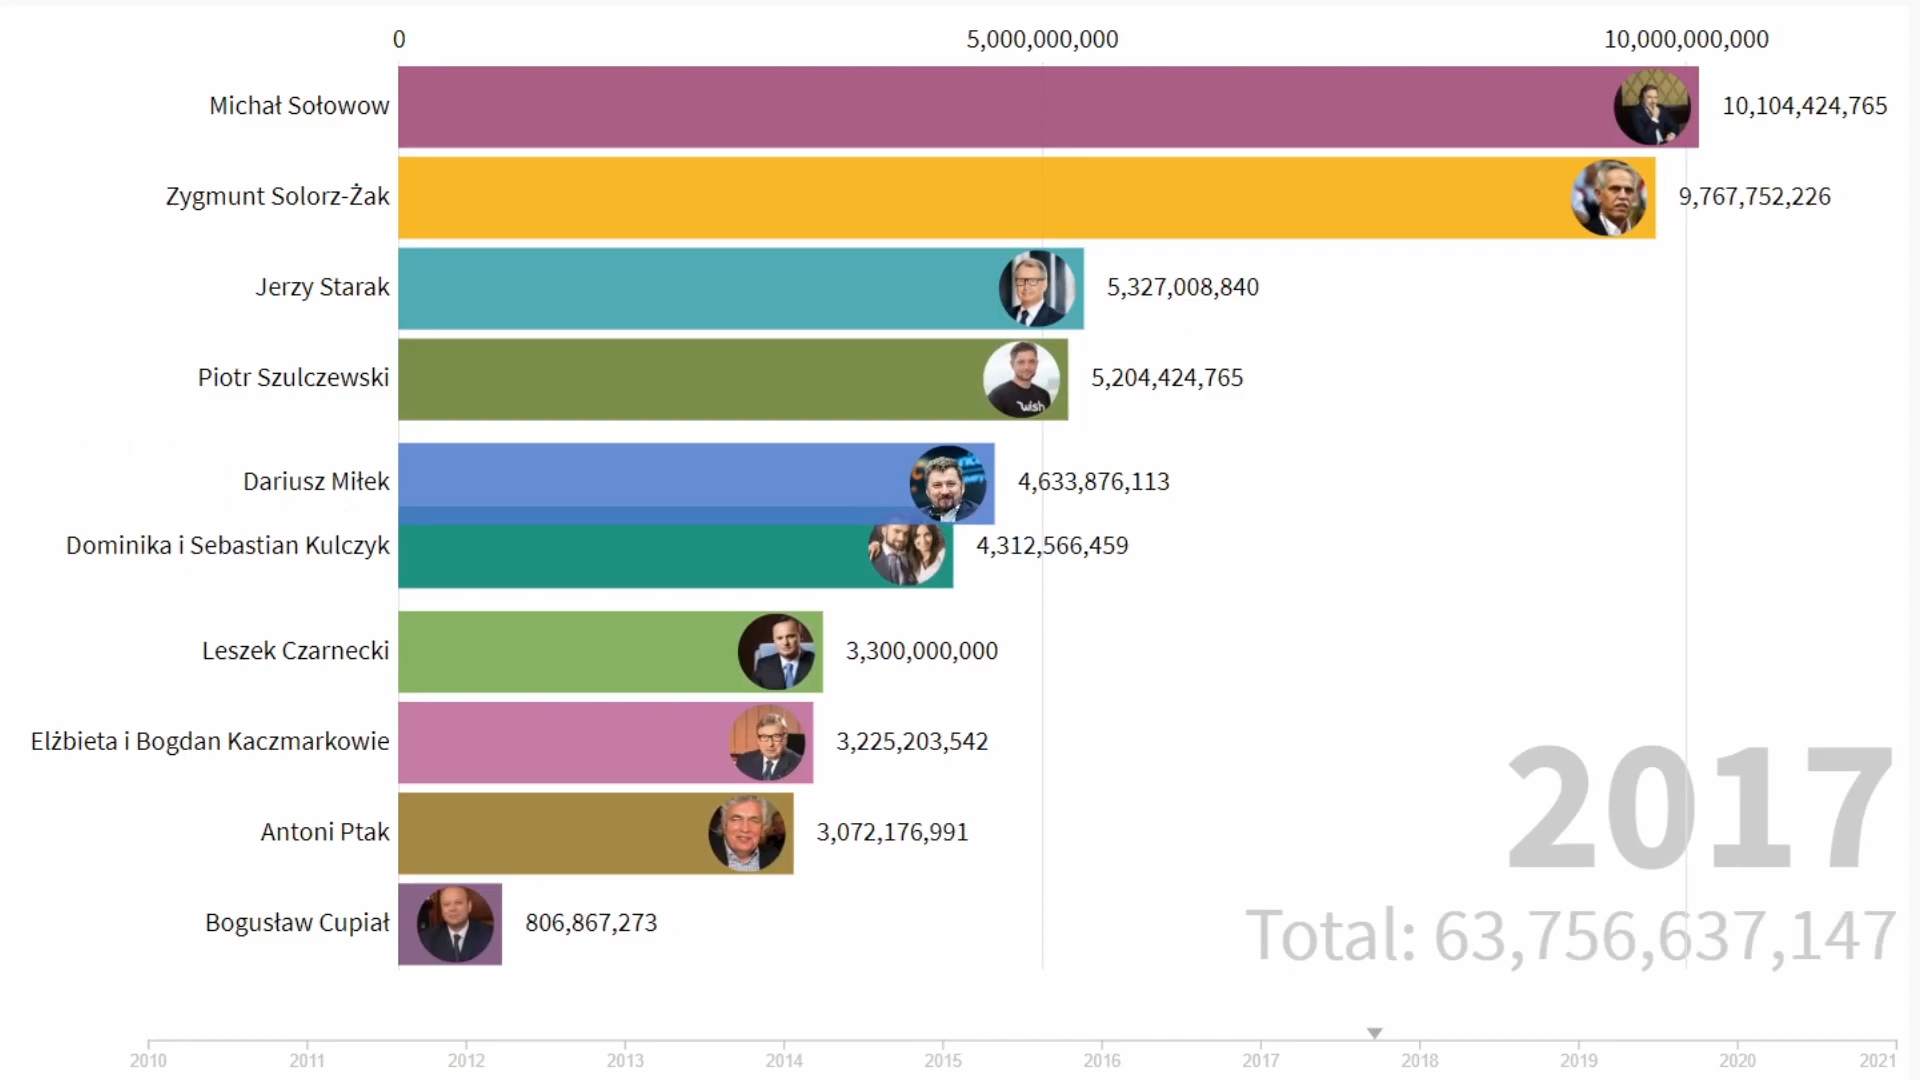 0 5,000,000,000 10,000,000,000
Michał Sołowow 10,104,424,765
Zygmunt Solorz-Żak 9,767,752,226
Jerzy Starak 5,327,008,840
Piotr Szulczewski 5,204,424,765
wish
Dariusz Miłek 4,633,876,113
Dominika i Sebastian Kulczyk 4,312,566,459
Leszek Czarnecki 3,300,000,000
Elżbieta i Bogdan Kaczmarkowie 3,225,203,542
Antoni Ptak 3,072,176,991
Bogusław Cupiał 806,867,273
2017
Total: 63,756,637,147
2010 2011 2012 2013 2014 2015 2016 2017 2018 2019 2020 2021